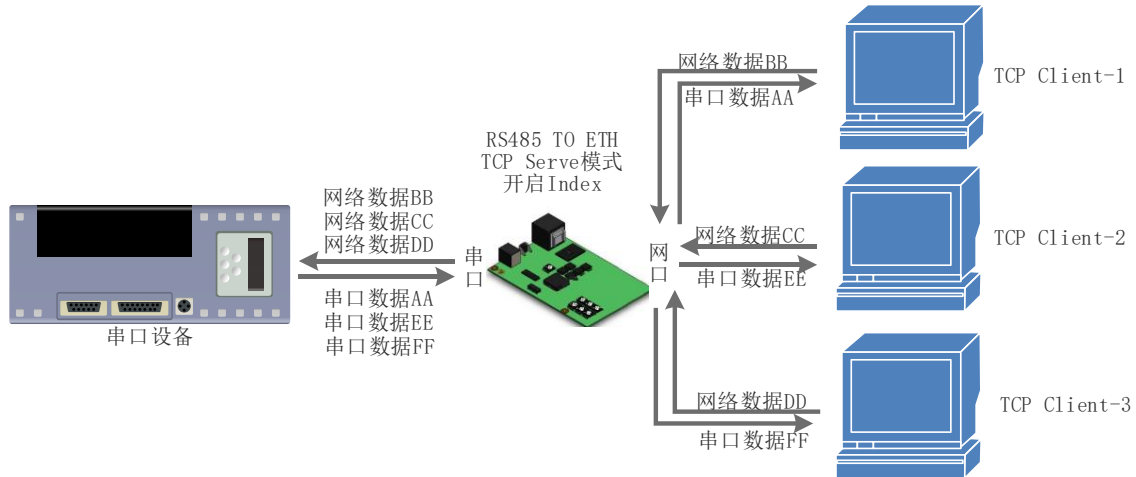 网络数据BB
串口数据AA
TCP Client-1
RS485 TO ETH
TCP Serve模式
开启Index
网络数据BB
网络数据CC
网络数据DD
串口
网口
网络数据CC
串口数据EE
TCP Client-2
串口数据AA
串口数据EE
串口数据FF
串口设备
网络数据DD
串口数据FF
TCP Client-3